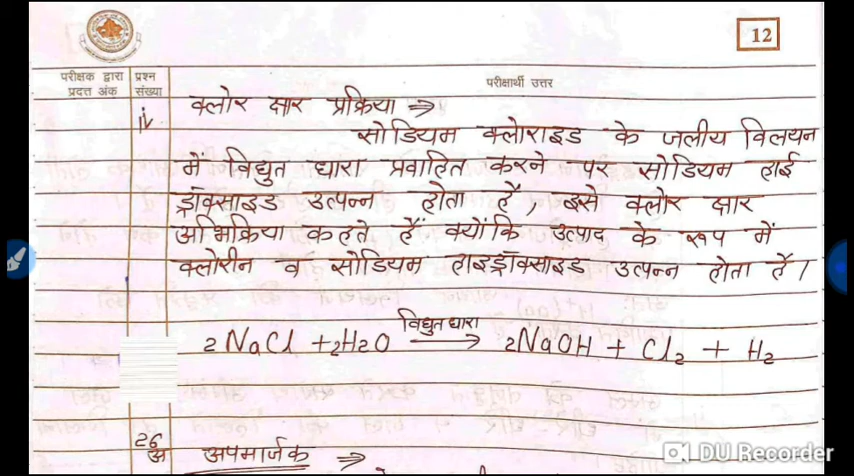 12
परीक्षक द्वारा प्रदत्त अंक
प्रश्न संख्या
परीक्षार्थी उत्तर
iv
क्लोर क्षार प्रक्रिया ⇒
सोडियम क्लोराइड के जलीय विलयन
में विधुत धारा प्रवाहित करने पर सोडियम हाई
ड्रॉक्साइड उत्पन्न होता है, इसे क्लोर क्षार
अभिक्रिया कहते हैं क्योंकि उत्पाद के रूप में
क्लोरीन व सोडियम हाइड्रॉक्साइड उत्पन्न होता है।
विधुत धारा
2NaCl + 2H2O ⟶ 2NaOH + Cl2 + H2
26 अ
अपमार्जक ⇒
DU Recorder